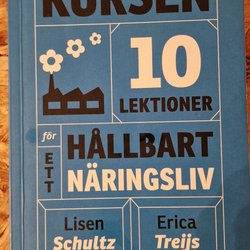 KURSEN
10
LEKTIONER
för
ETT
HÅLLBART
NÄRINGSLIV
Lisen
Schultz
Erica
Treijs